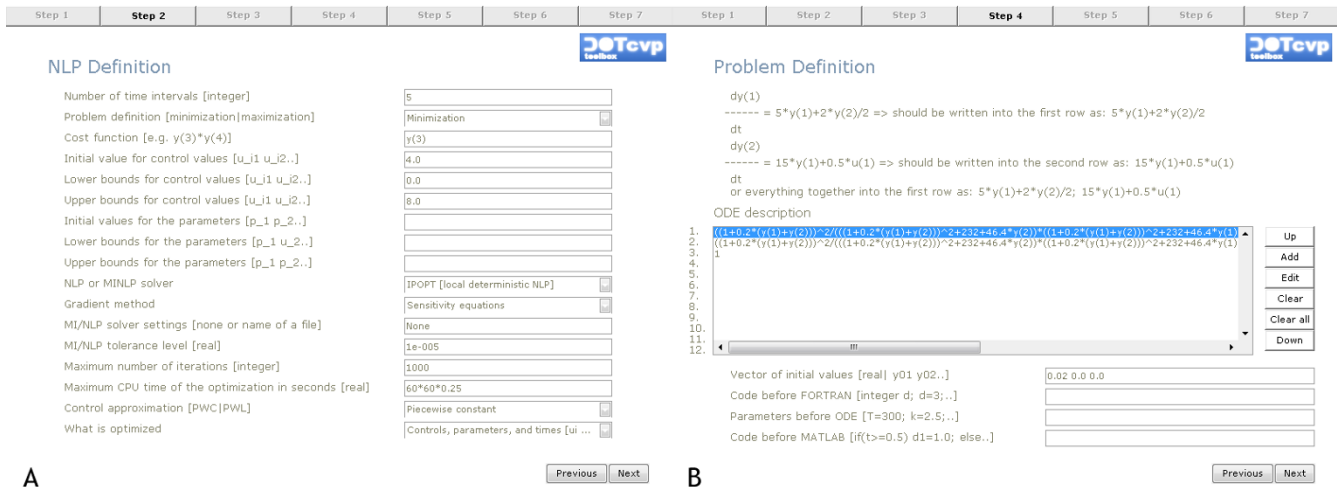 Step 1 Step 2 Step 3 Step 4 Step 5 Step 6 Step 7
DOTcvp
toolbox
NLP Definition
Number of time intervals [integer] 5
Problem definition [minimization|maximization] Minimization
Cost function [e.g. y(3)*y(4)] y(3)
Initial value for control values [u_i1 u_i2..] 4.0
Lower bounds for control values [u_i1 u_i2..] 0.0
Upper bounds for control values [u_i1 u_i2..] 8.0
Initial values for the parameters [p_1 p_2..]
Lower bounds for the parameters [p_1 u_2..]
Upper bounds for the parameters [p_1 p_2..]
NLP or MINLP solver IPOPT [local deterministic NLP]
Gradient method Sensitivity equations
MI/NLP solver settings [none or name of a file] None
MI/NLP tolerance level [real] 1e-005
Maximum number of iterations [integer] 1000
Maximum CPU time of the optimization in seconds [real] 60*60*0.25
Control approximation [PWC|PWL] Piecewise constant
What is optimized Controls, parameters, and times [ui ...
A
Previous Next
Step 1 Step 2 Step 3 Step 4 Step 5 Step 6 Step 7
DOTcvp
toolbox
Problem Definition
dy(1)
------ = 5*y(1)+2*y(2)/2 => should be written into the first row as: 5*y(1)+2*y(2)/2
dt
dy(2)
------ = 15*y(1)+0.5*u(1) => should be written into the second row as: 15*y(1)+0.5*u(1)
dt
or everything together into the first row as: 5*y(1)+2*y(2)/2; 15*y(1)+0.5*u(1)
ODE description
1. ((1+0.2*(y(1)+y(2)))^2/(((1+0.2*(y(1)+y(2)))^2+232+46.4*y(2))*((1+0.2*(y(1)+y(2)))^2+232+46.4*y(1)
2. ((1+0.2*(y(1)+y(2)))^2/(((1+0.2*(y(1)+y(2)))^2+232+46.4*y(2))*((1+0.2*(y(1)+y(2)))^2+232+46.4*y(1)
3. 1
4.
5.
6.
7.
8.
9.
10.
11.
12.
Up
Add
Edit
Clear
Clear all
Down
Vector of initial values [real| y01 y02..] 0.02 0.0 0.0
Code before FORTRAN [integer d; d=3;..]
Parameters before ODE [T=300; k=2.5;..]
Code before MATLAB [if(t>=0.5) d1=1.0; else..]
B
Previous Next